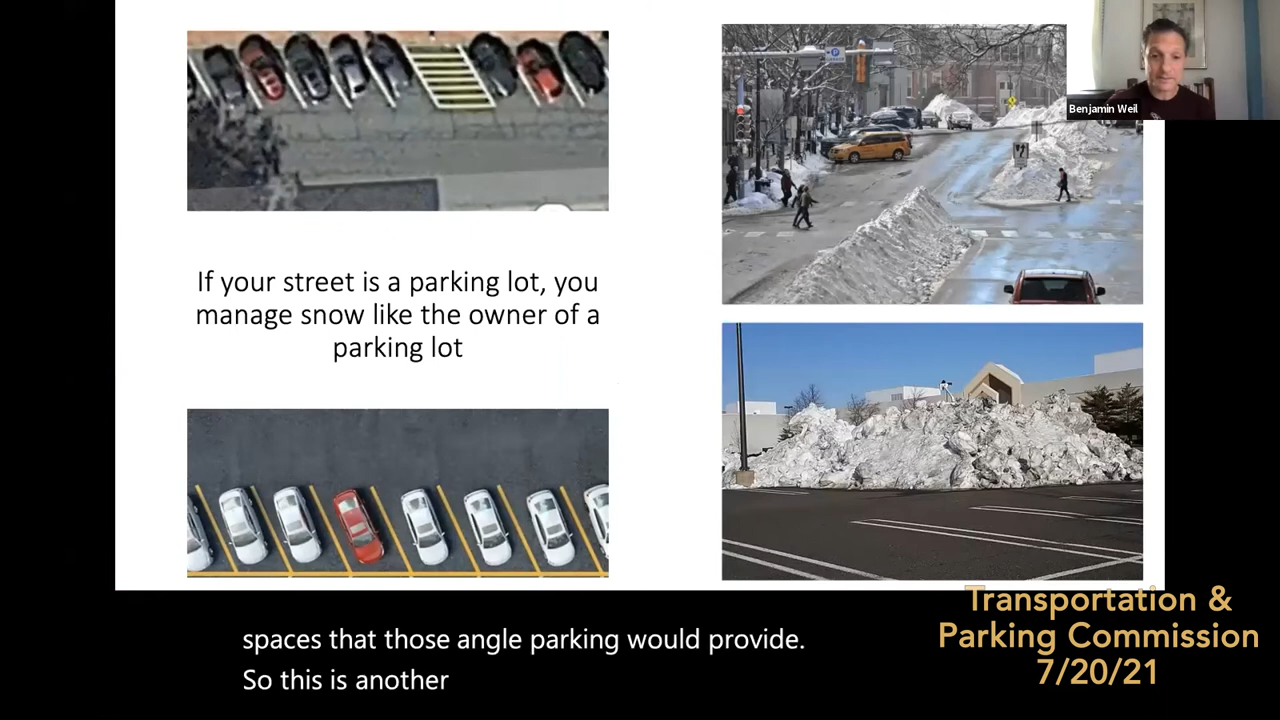 If your street is a parking lot, you
manage snow like the owner of a
parking lot
Benjamin Weil
spaces that those angle parking would provide.
So this is another
Transportation &
Parking Commission
7/20/21